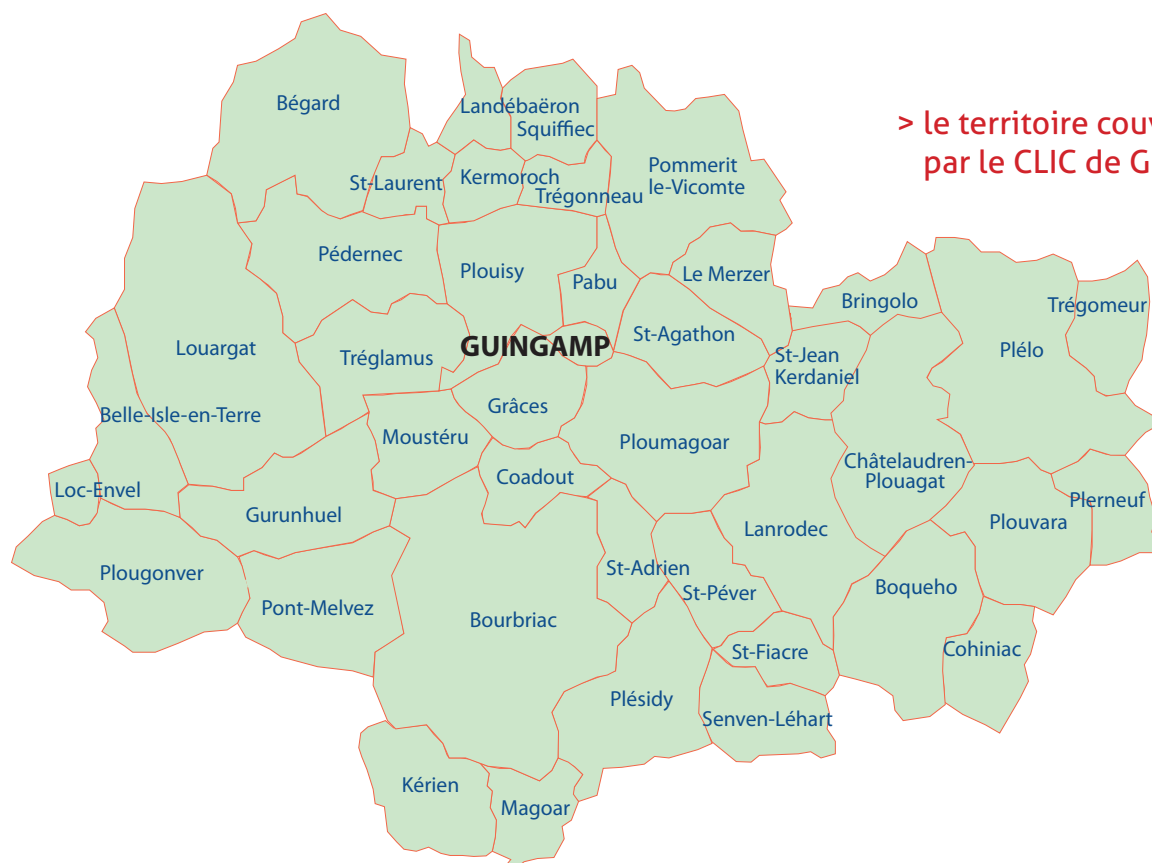 Bégard
Landébaëron
Squiffiec
> le territoire couv
par le CLIC de G
St-Laurent
Kermoroch
Trégonneau
Pommerit
le-Vicomte
Pédernec
Plouisy
Pabu
Le Merzer
Bringolo
Trégomeur
Louargat
Tréglamus
GUINGAMP
St-Agathon
St-Jean
Kerdaniel
Plélo
Belle-Isle-en-Terre
Grâces
Moustéru
Ploumagoar
Châtelaudren-
Plouagat
Loc-Envel
Coadout
Plerneuf
Gurunhuel
Lanrodec
Plouvara
Plougonver
St-Adrien
St-Péver
Boqueho
Pont-Melvez
Bourbriac
St-Fiacre
Cohiniac
Plésidy
Senven-Léhart
Kérien
Magoar